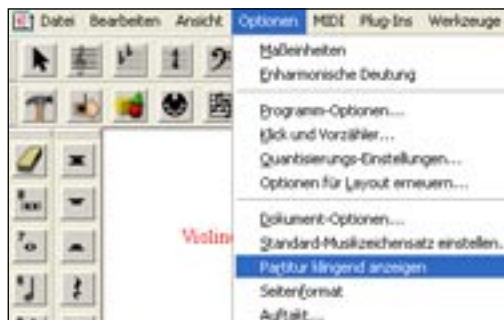 Datei Bearbeiten Ansicht Optionen MIDI Plug-Ins Werkzeuge
Maßeinheiten
Enharmonische Deutung
Programm-Optionen...
Klick und Vorzähler...
Quantisierungs-Einstellungen...
Optionen für Layout erneuern...
Dokument-Optionen...
Standard-Musikzeichensatz einstellen.
Partitur klingend anzeigen
Seitenformat
Auftakt...